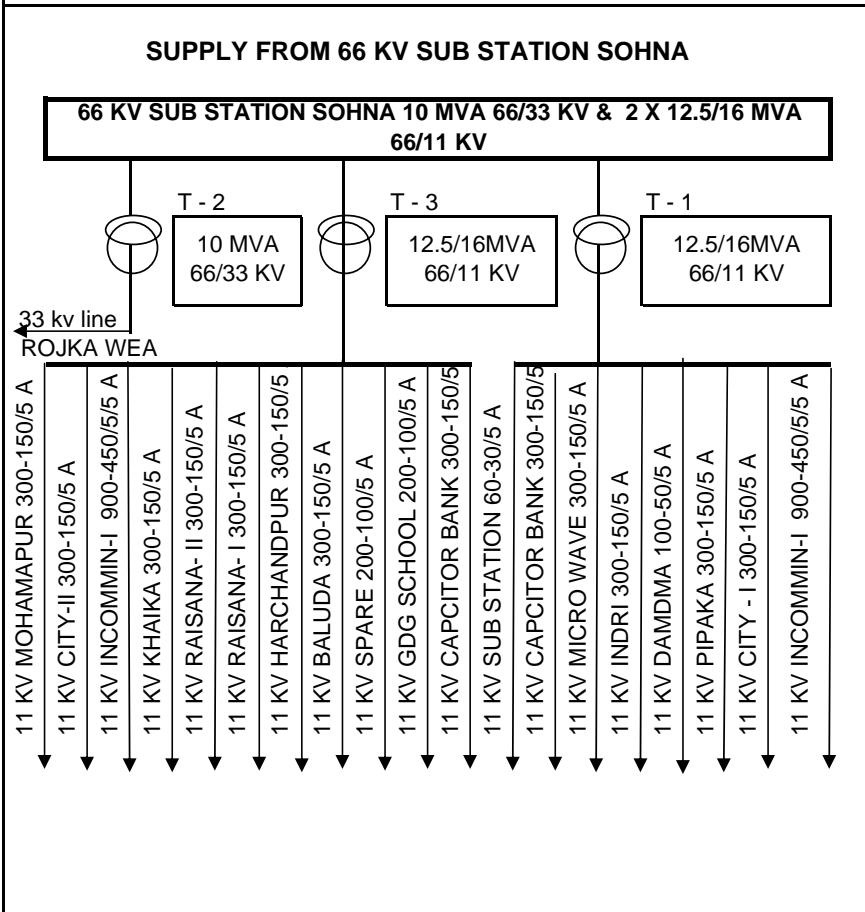 SUPPLY FROM 66 KV SUB STATION SOHNA
66 KV SUB STATION SOHNA 10 MVA 66/33 KV & 2 X 12.5/16 MVA
66/11 KV
T - 2
10 MVA
66/33 KV
T - 3
12.5/16MVA
66/11 KV
T - 1
12.5/16MVA
66/11 KV
33 kv line
ROJKA WEA
11 KV MOHAMAPUR 300-150/5 A
11 KV CITY-II 300-150/5 A
11 KV INCOMMIN-I 900-450/5/5 A
11 KV KHAIKA 300-150/5 A
11 KV RAISANA- II 300-150/5 A
11 KV RAISANA- I 300-150/5 A
11 KV HARCHANDPUR 300-150/5
11 KV BALUDA 300-150/5 A
11 KV SPARE 200-100/5 A
11 KV GDG SCHOOL 200-100/5 A
11 KV CAPCITOR BANK 300-150/5
11 KV SUB STATION 60-30/5 A
11 KV CAPCITOR BANK 300-150/5
11 KV MICRO WAVE 300-150/5 A
11 KV INDRI 300-150/5 A
11 KV DAMDMA 100-50/5 A
11 KV PIPAKA 300-150/5 A
11 KV CITY - I 300-150/5 A
11 KV INCOMMIN-I 900-450/5/5 A